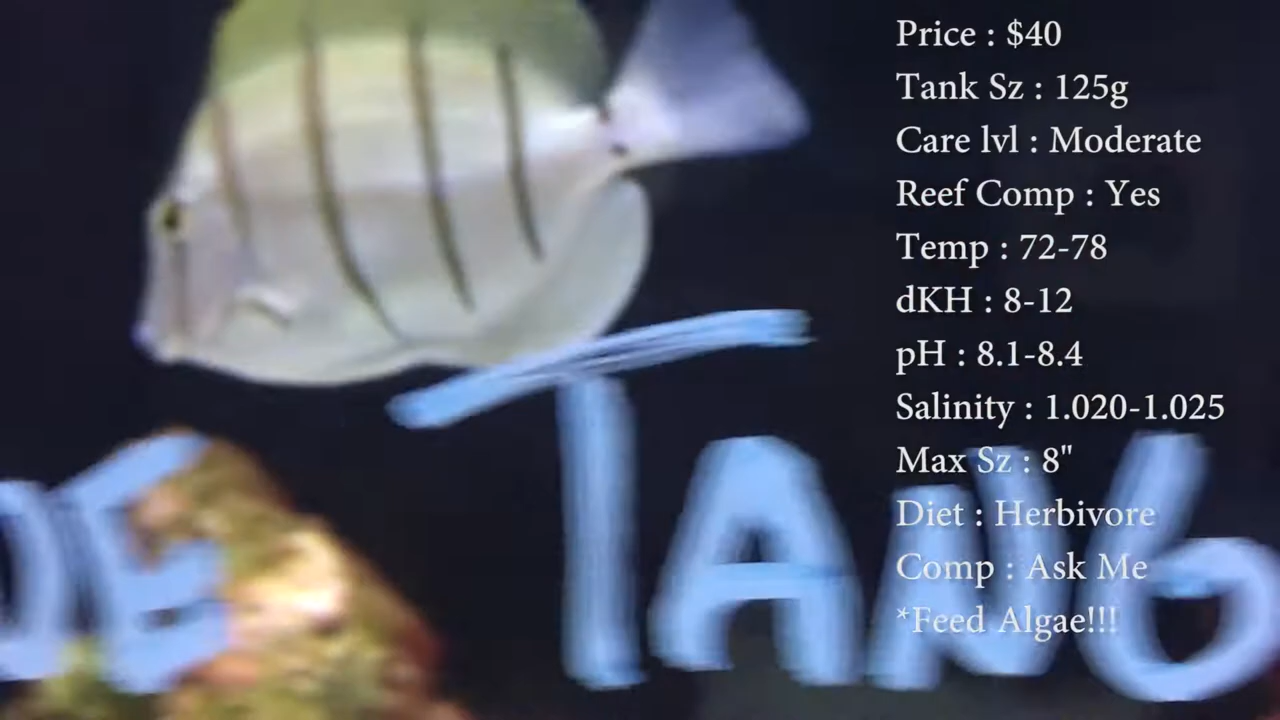 Price : $40
Tank Sz : 125g
Care lvl : Moderate
Reef Comp : Yes
Temp : 72-78
dKH : 8-12
pH : 8.1-8.4
Salinity : 1.020-1.025
Max Sz : 8"
Diet : Herbivore
Comp : Ask Me
*Feed Algae!!!
TANG